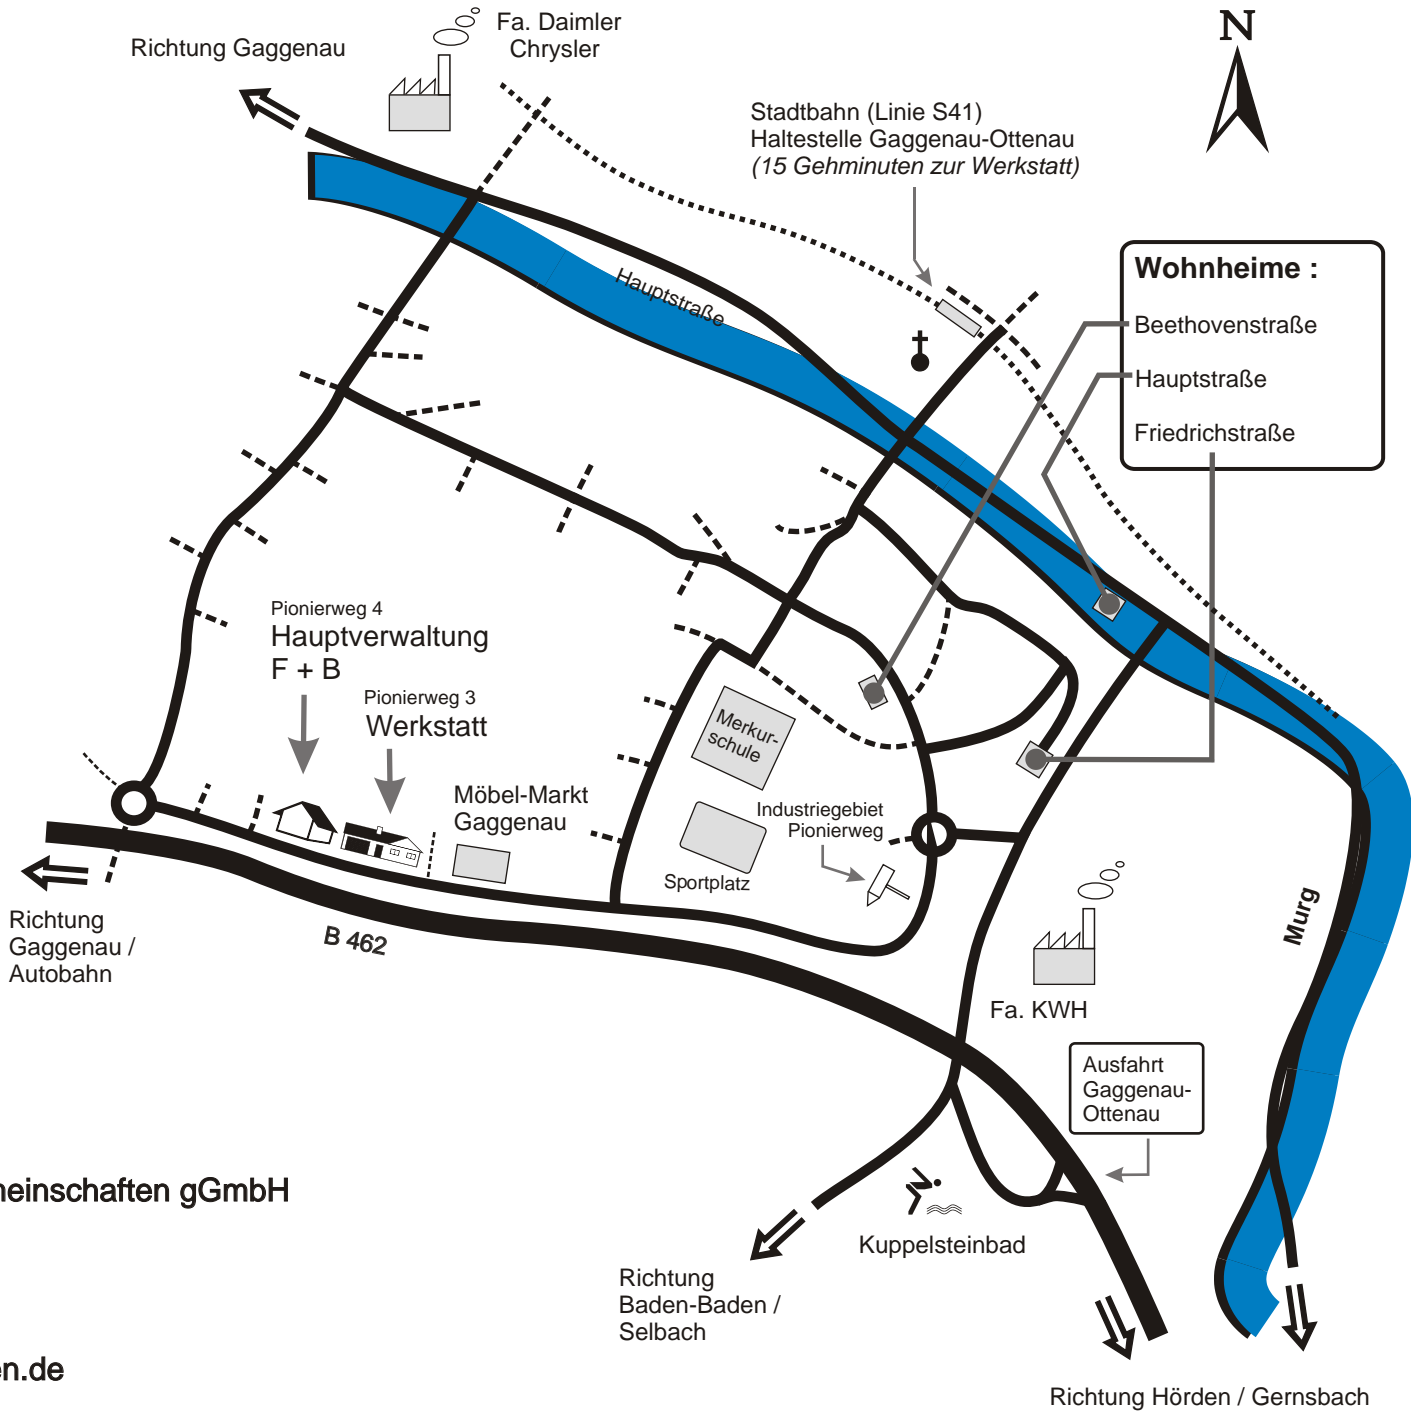 Fa. Daimler
Chrysler
Richtung Gaggenau
N
Stadtbahn (Linie S41)
Haltestelle Gaggenau-Ottenau
(15 Gehminuten zur Werkstatt)
Hauptstraße
Wohnheime :
Beethovenstraße
Hauptstraße
Friedrichstraße
Pionierweg 4
Hauptverwaltung
F + B
Pionierweg 3
Werkstatt
Merkur-
schule
Möbel-Markt
Gaggenau
Industriegebiet
Pionierweg
Sportplatz
Richtung
Gaggenau /
Autobahn
B 462
Murg
Fa. KWH
Ausfahrt
Gaggenau-
Ottenau
neinschaften gGmbH
Kuppelsteinbad
Richtung
Baden-Baden /
Selbach
en.de
Richtung Hörden / Gernsbach